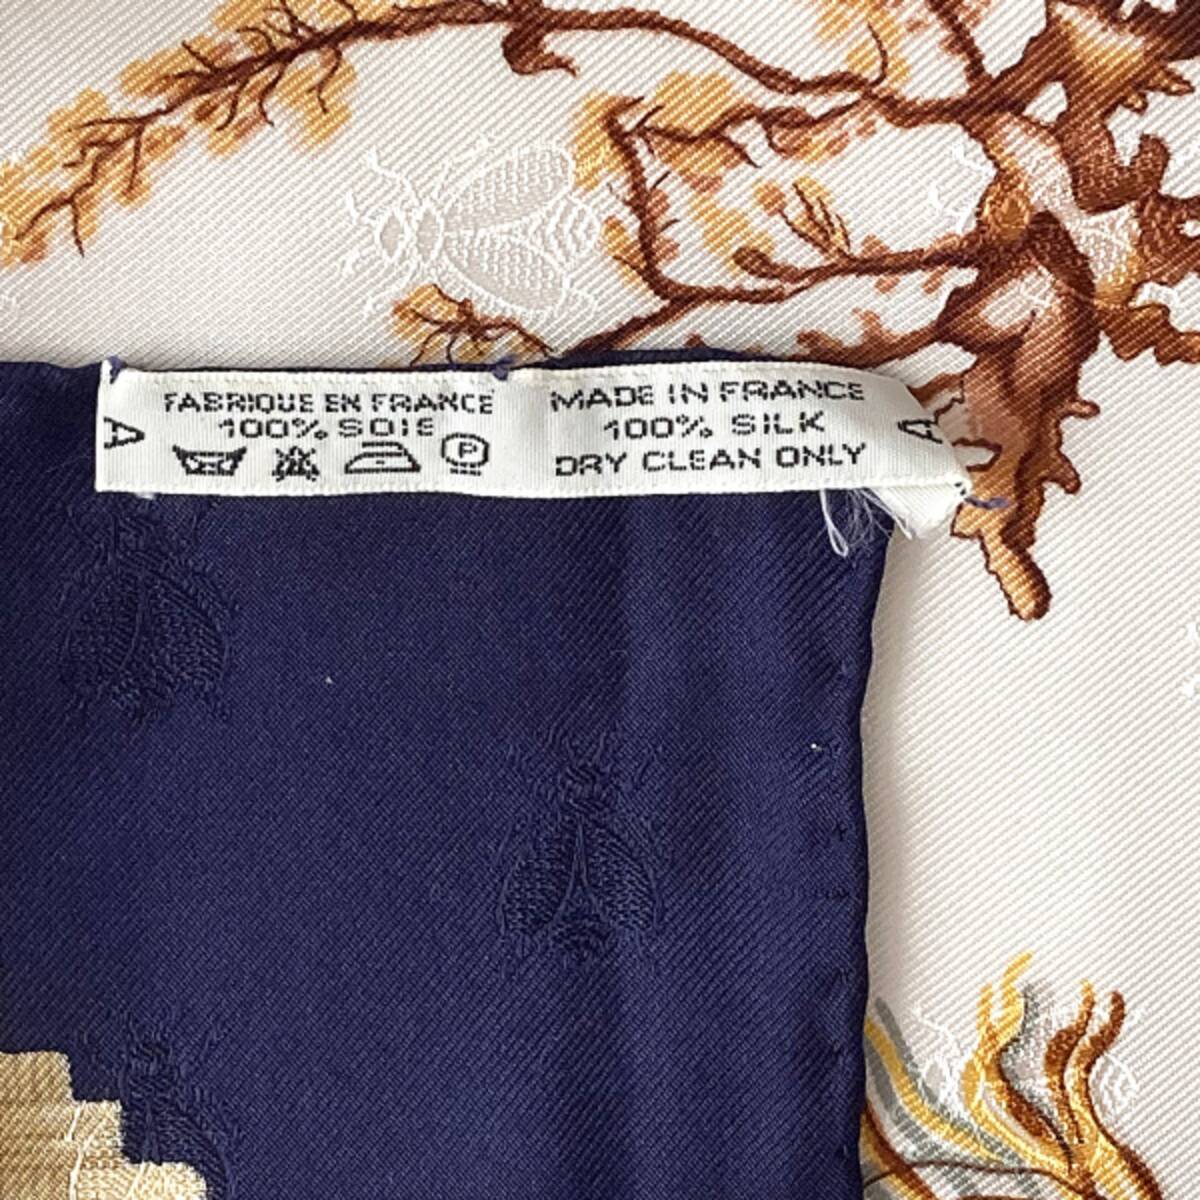 A
FABRIQUE EN FRANCE
100% SOIE
P
MADE IN FRANCE
100% SILK
DRY CLEAN ONLY
A